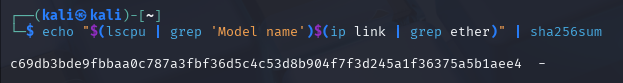 ┌──(kali㉿kali)-[~]
└─$ echo "$(lscpu | grep 'Model name')$(ip link | grep ether)" | sha256sum
c69db3bde9fbbaa0c787a3fbf36d5c4c53d8b904f7f3d245a1f36375a5b1aee4  -